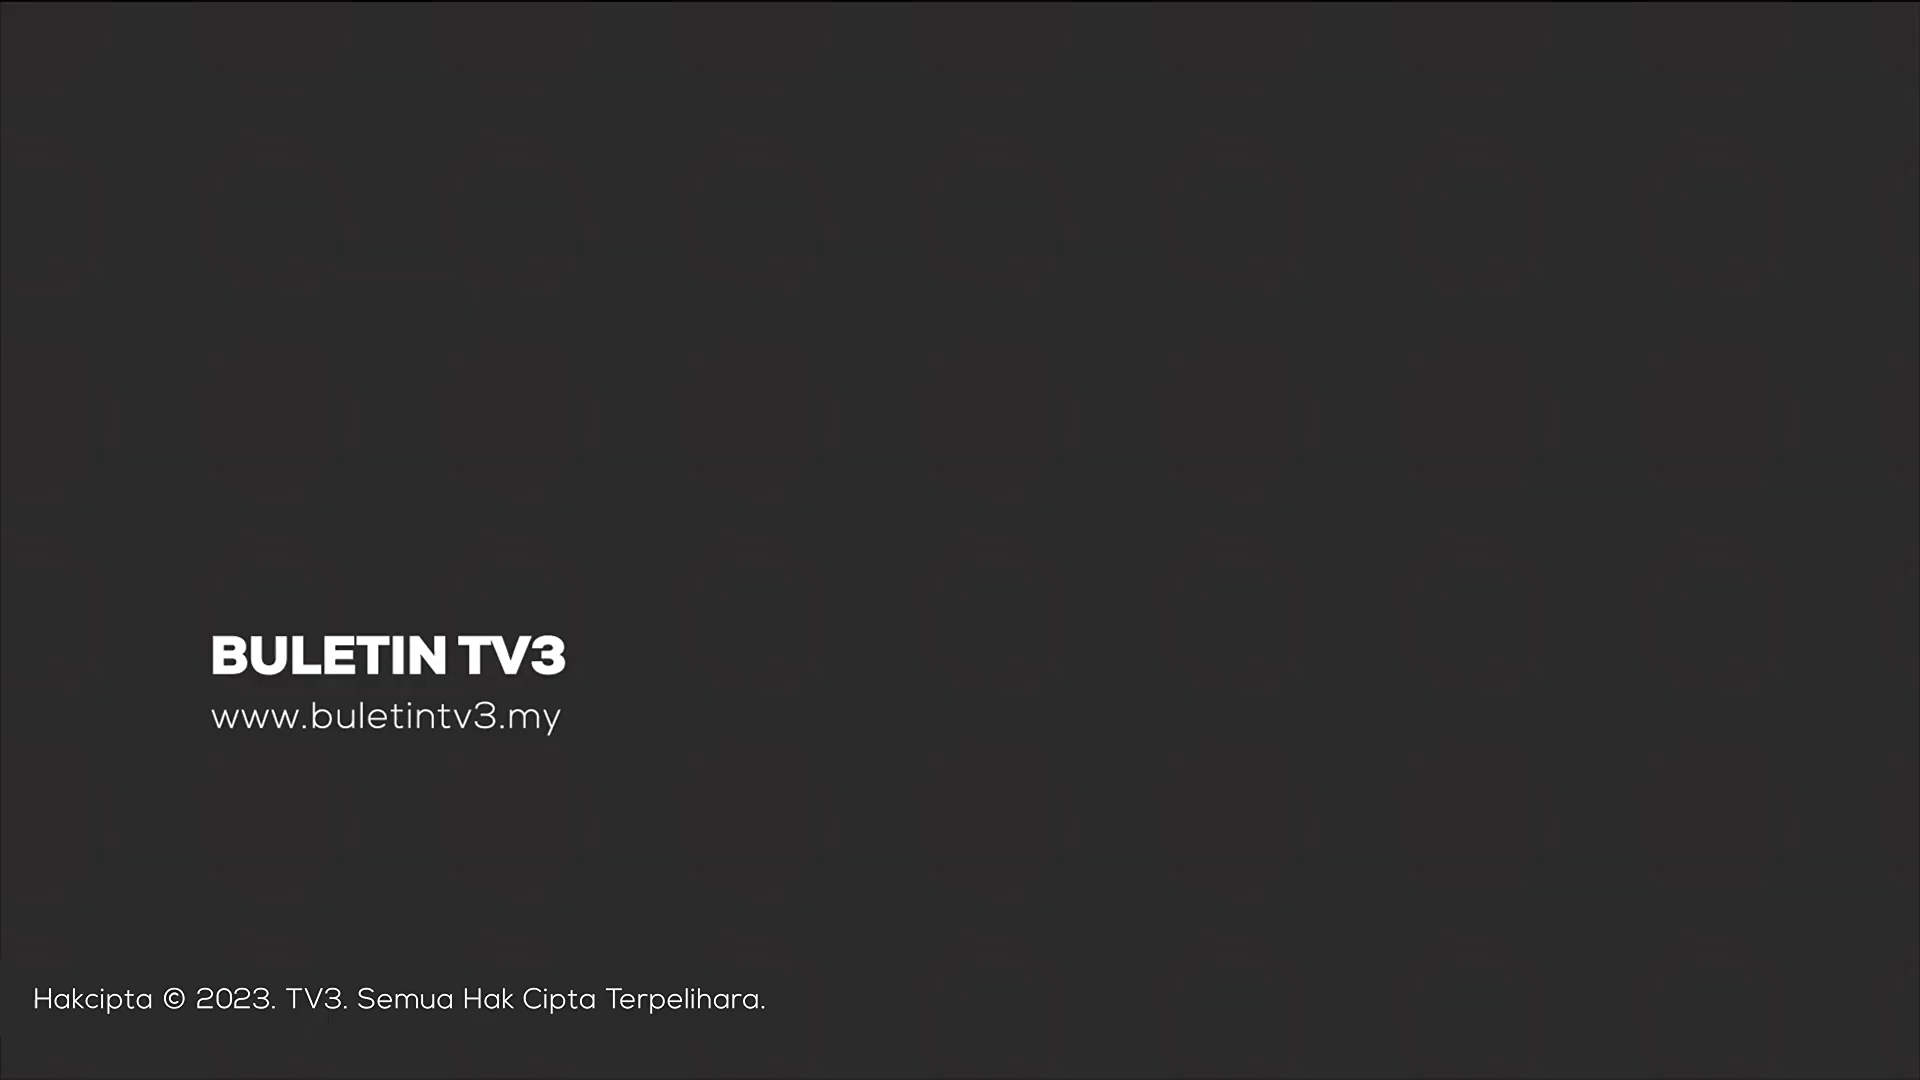 BULETIN TV3
www.buletintv3.my
Hakcipta © 2023. TV3. Semua Hak Cipta Terpelihara.